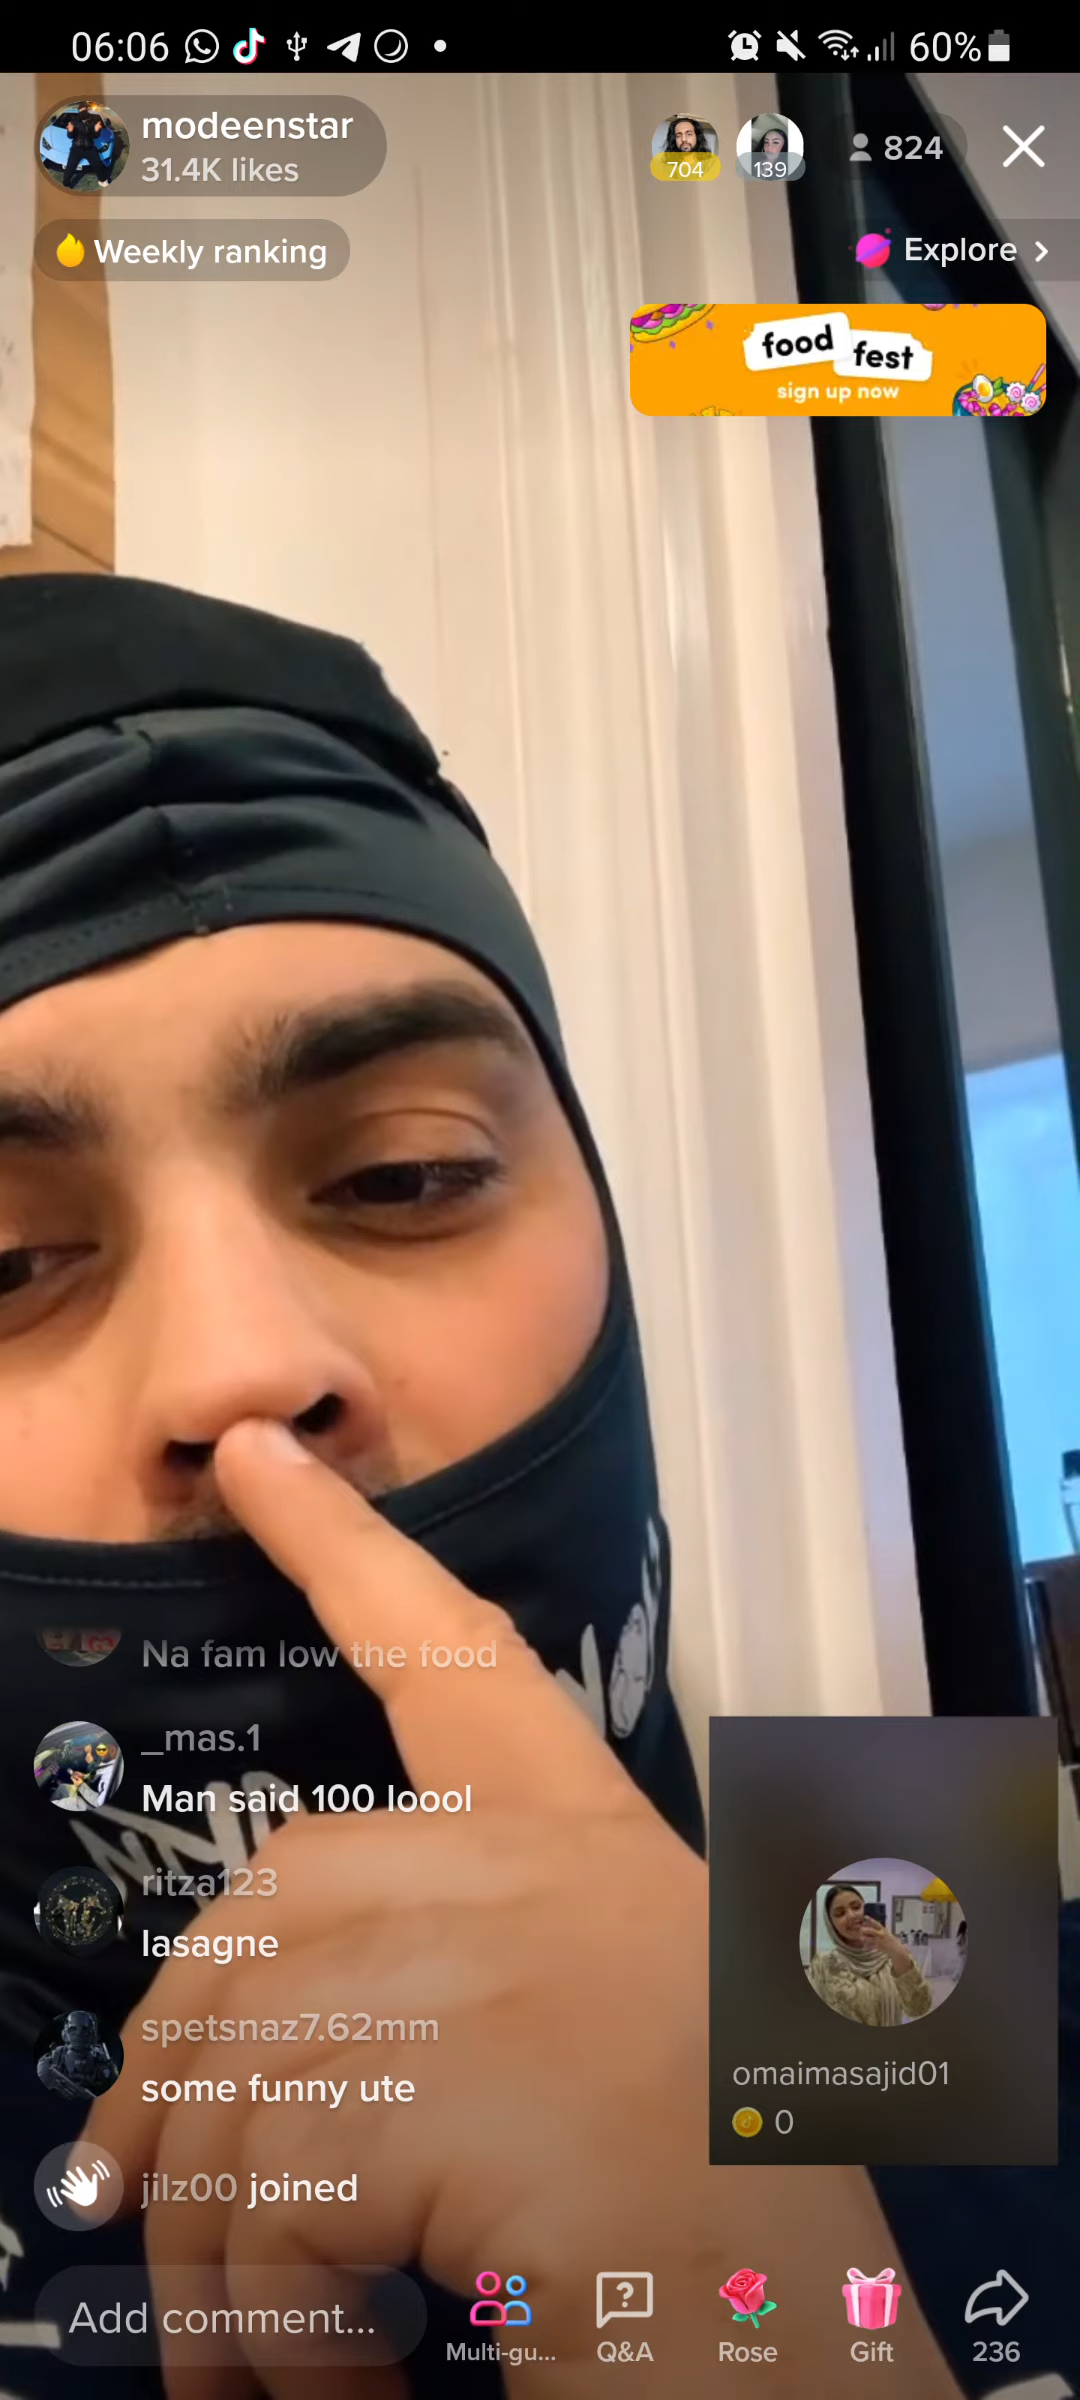 06:06
60%
modeenstar
31.4K likes
704
139
824
Weekly ranking
Explore
food fest
sign up now
Na fam low the food
_mas.1
Man said 100 loool
ritza123
lasagne
spetsnaz7.62mm
some funny ute
jilz00 joined
omaimasajid01
0
Add comment...
Multi-gu...
Q&A
Rose
Gift
236